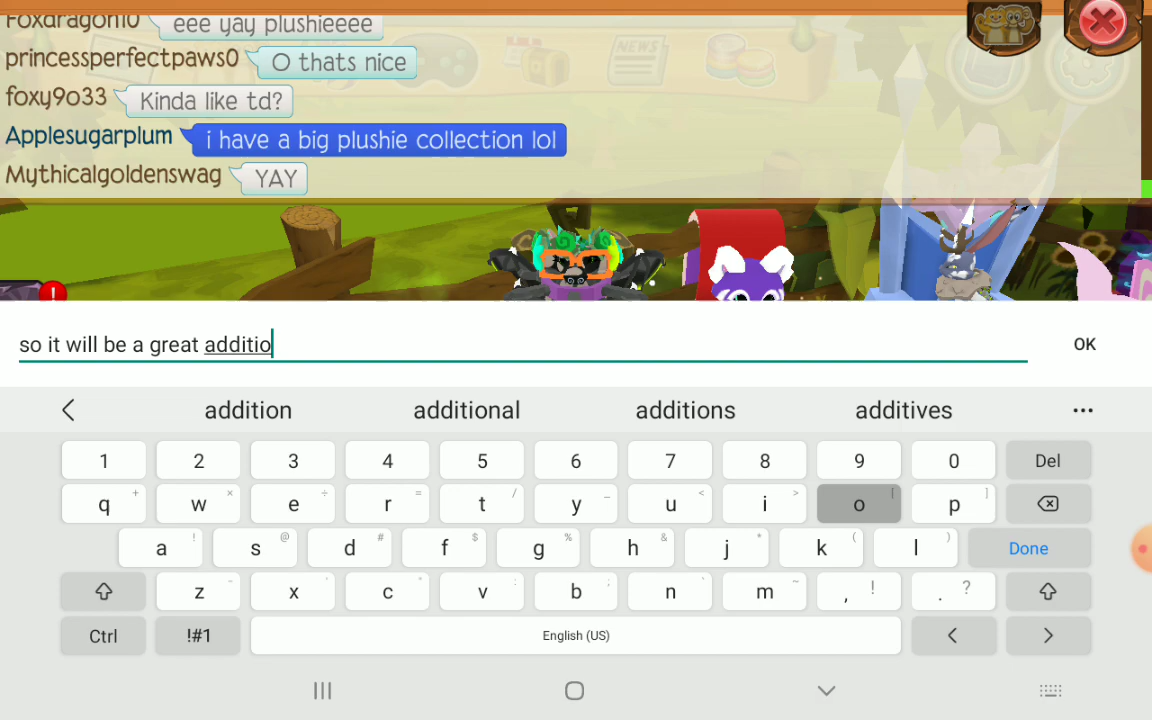 Foxdragon10 eee yay plushieeee
princessperfectpaws0 O thats nice
foxy9o33 Kinda like td?
Applesugarplum i have a big plushie collection lol
Mythicalgoldenswag YAY
NEWS
!
so it will be a great additio OK
addition additional additions additives ...
1 2 3 4 5 6 7 8 9 0 Del
q + w × e ÷ r = t / y _ u < i > o [ p ]
a ! s @ d # f $ g % h & j * k ( l ) Done
z - x ' c " v : b ; n ` m ~ , ! . ?
Ctrl !#1 English (US) < >